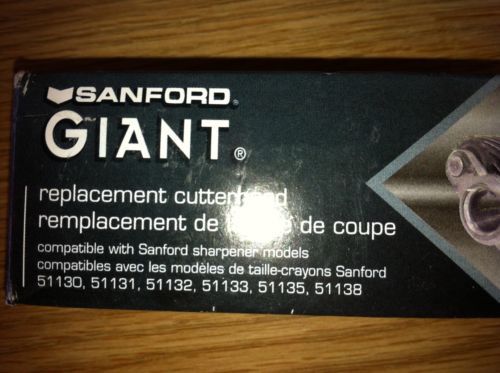 SANFORD®
GIANT®
replacement cutterhead
remplacement de de coupe
compatible with Sanford sharpener models
compatibles avec les modèles de taille-crayons Sanford
51130, 51131, 51132, 51133, 51135, 51138